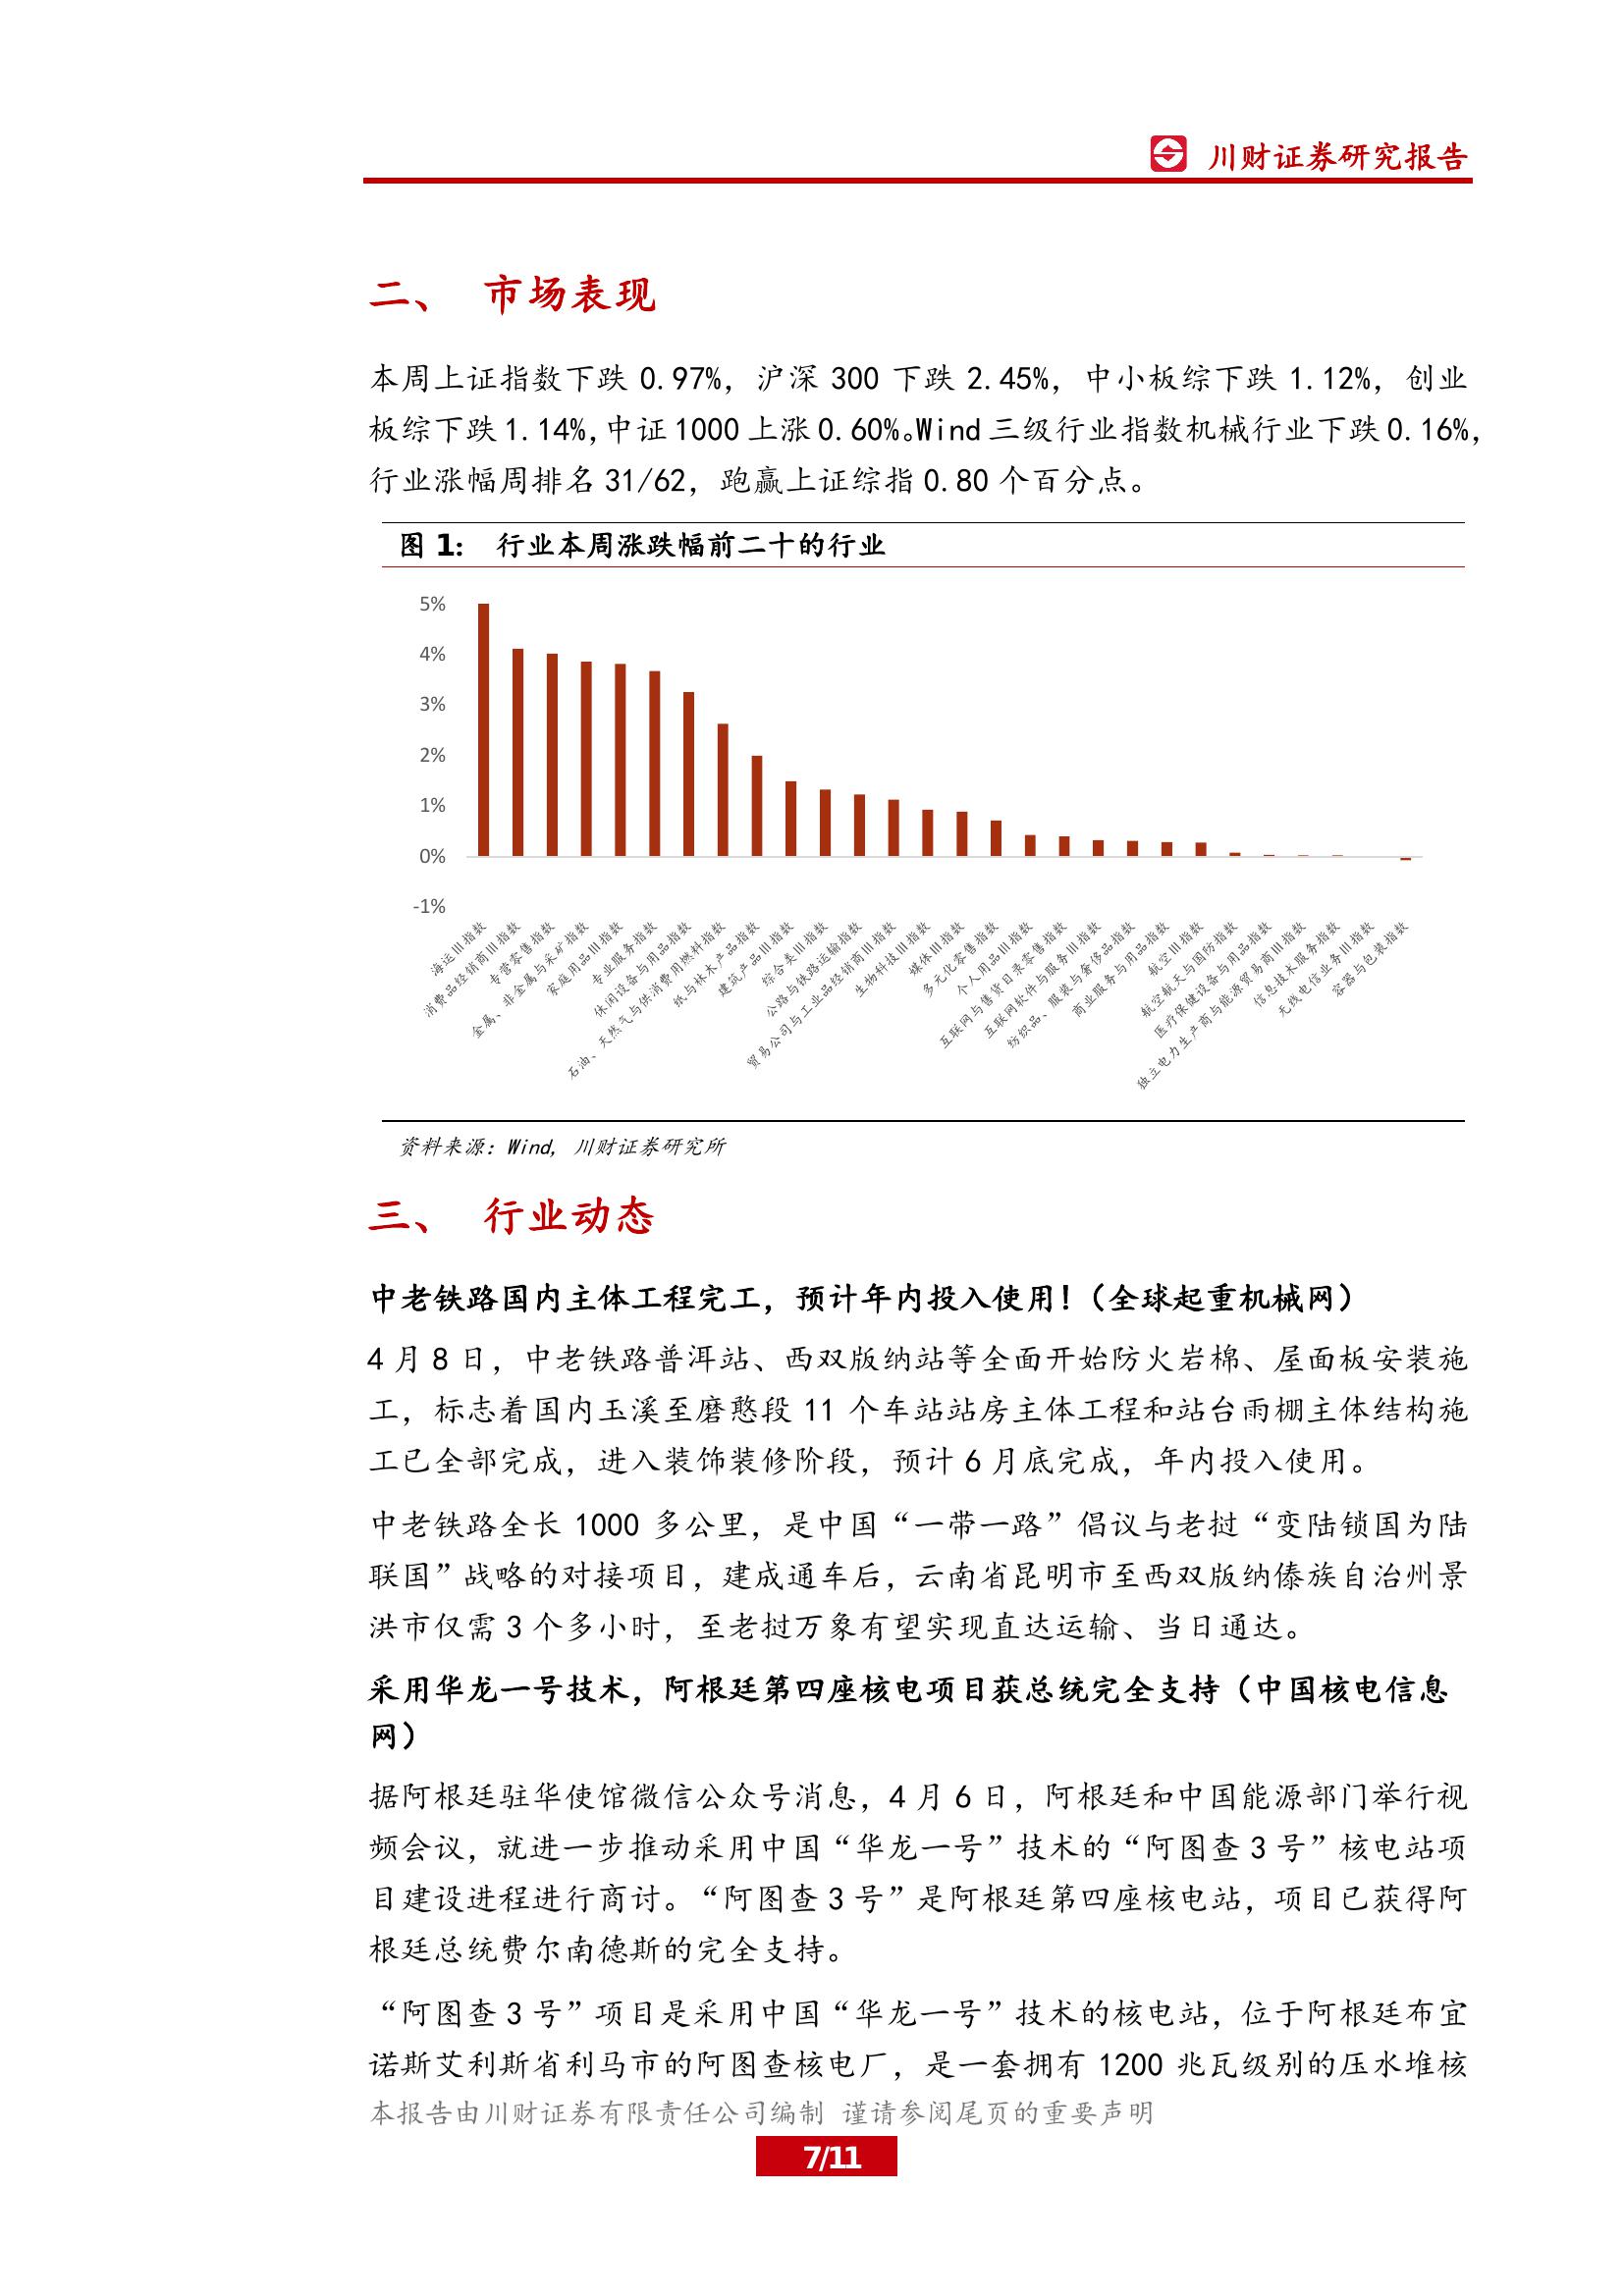 川财证券研究报告
二、 市场表现
本周上证指数下跌 0.97%，沪深 300 下跌 2.45%，中小板综下跌 1.12%，创业
板综下跌 1.14%，中证 1000 上涨 0.60%。Wind 三级行业指数机械行业下跌 0.16%，
行业涨幅周排名 31/62，跑赢上证综指 0.80 个百分点。
图 1： 行业本周涨跌幅前二十的行业
5%
4%
3%
2%
1%
0%
-1%
海运III指数
消费品经销商III指数
专营零售指数
金属、非金属与采矿指数
家庭用品III指数
专业服务指数
休闲设备与用品指数
石油、天然气与供消费用燃料指数
纸与林木产品指数
建筑产品III指数
综合类III指数
公路与铁路运输指数
贸易公司与工业品经销商III指数
生物科技III指数
媒体III指数
多元化零售指数
个人用品III指数
互联网与售货目录零售指数
互联网软件与服务III指数
纺织品、服装与奢侈品指数
商业服务与用品指数
航空III指数
航空航天与国防指数
医疗保健设备与用品指数
独立电力生产商与能源贸易商III指数
信息技术服务指数
无线电信业务III指数
容器与包装指数
资料来源：Wind, 川财证券研究所
三、 行业动态
中老铁路国内主体工程完工，预计年内投入使用!（全球起重机械网）
4 月 8 日，中老铁路普洱站、西双版纳站等全面开始防火岩棉、屋面板安装施
工，标志着国内玉溪至磨憨段 11 个车站站房主体工程和站台雨棚主体结构施
工已全部完成，进入装饰装修阶段，预计 6 月底完成，年内投入使用。
中老铁路全长 1000 多公里，是中国“一带一路”倡议与老挝“变陆锁国为陆
联国”战略的对接项目，建成通车后，云南省昆明市至西双版纳傣族自治州景
洪市仅需 3 个多小时，至老挝万象有望实现直达运输、当日通达。
采用华龙一号技术，阿根廷第四座核电项目获总统完全支持（中国核电信息
网）
据阿根廷驻华使馆微信公众号消息，4 月 6 日，阿根廷和中国能源部门举行视
频会议，就进一步推动采用中国“华龙一号”技术的“阿图查 3 号”核电站项
目建设进程进行商讨。“阿图查 3 号”是阿根廷第四座核电站，项目已获得阿
根廷总统费尔南德斯的完全支持。
“阿图查 3 号”项目是采用中国“华龙一号”技术的核电站，位于阿根廷布宜
诺斯艾利斯省利马市的阿图查核电厂，是一套拥有 1200 兆瓦级别的压水堆核
本报告由川财证券有限责任公司编制 谨请参阅尾页的重要声明
7/11